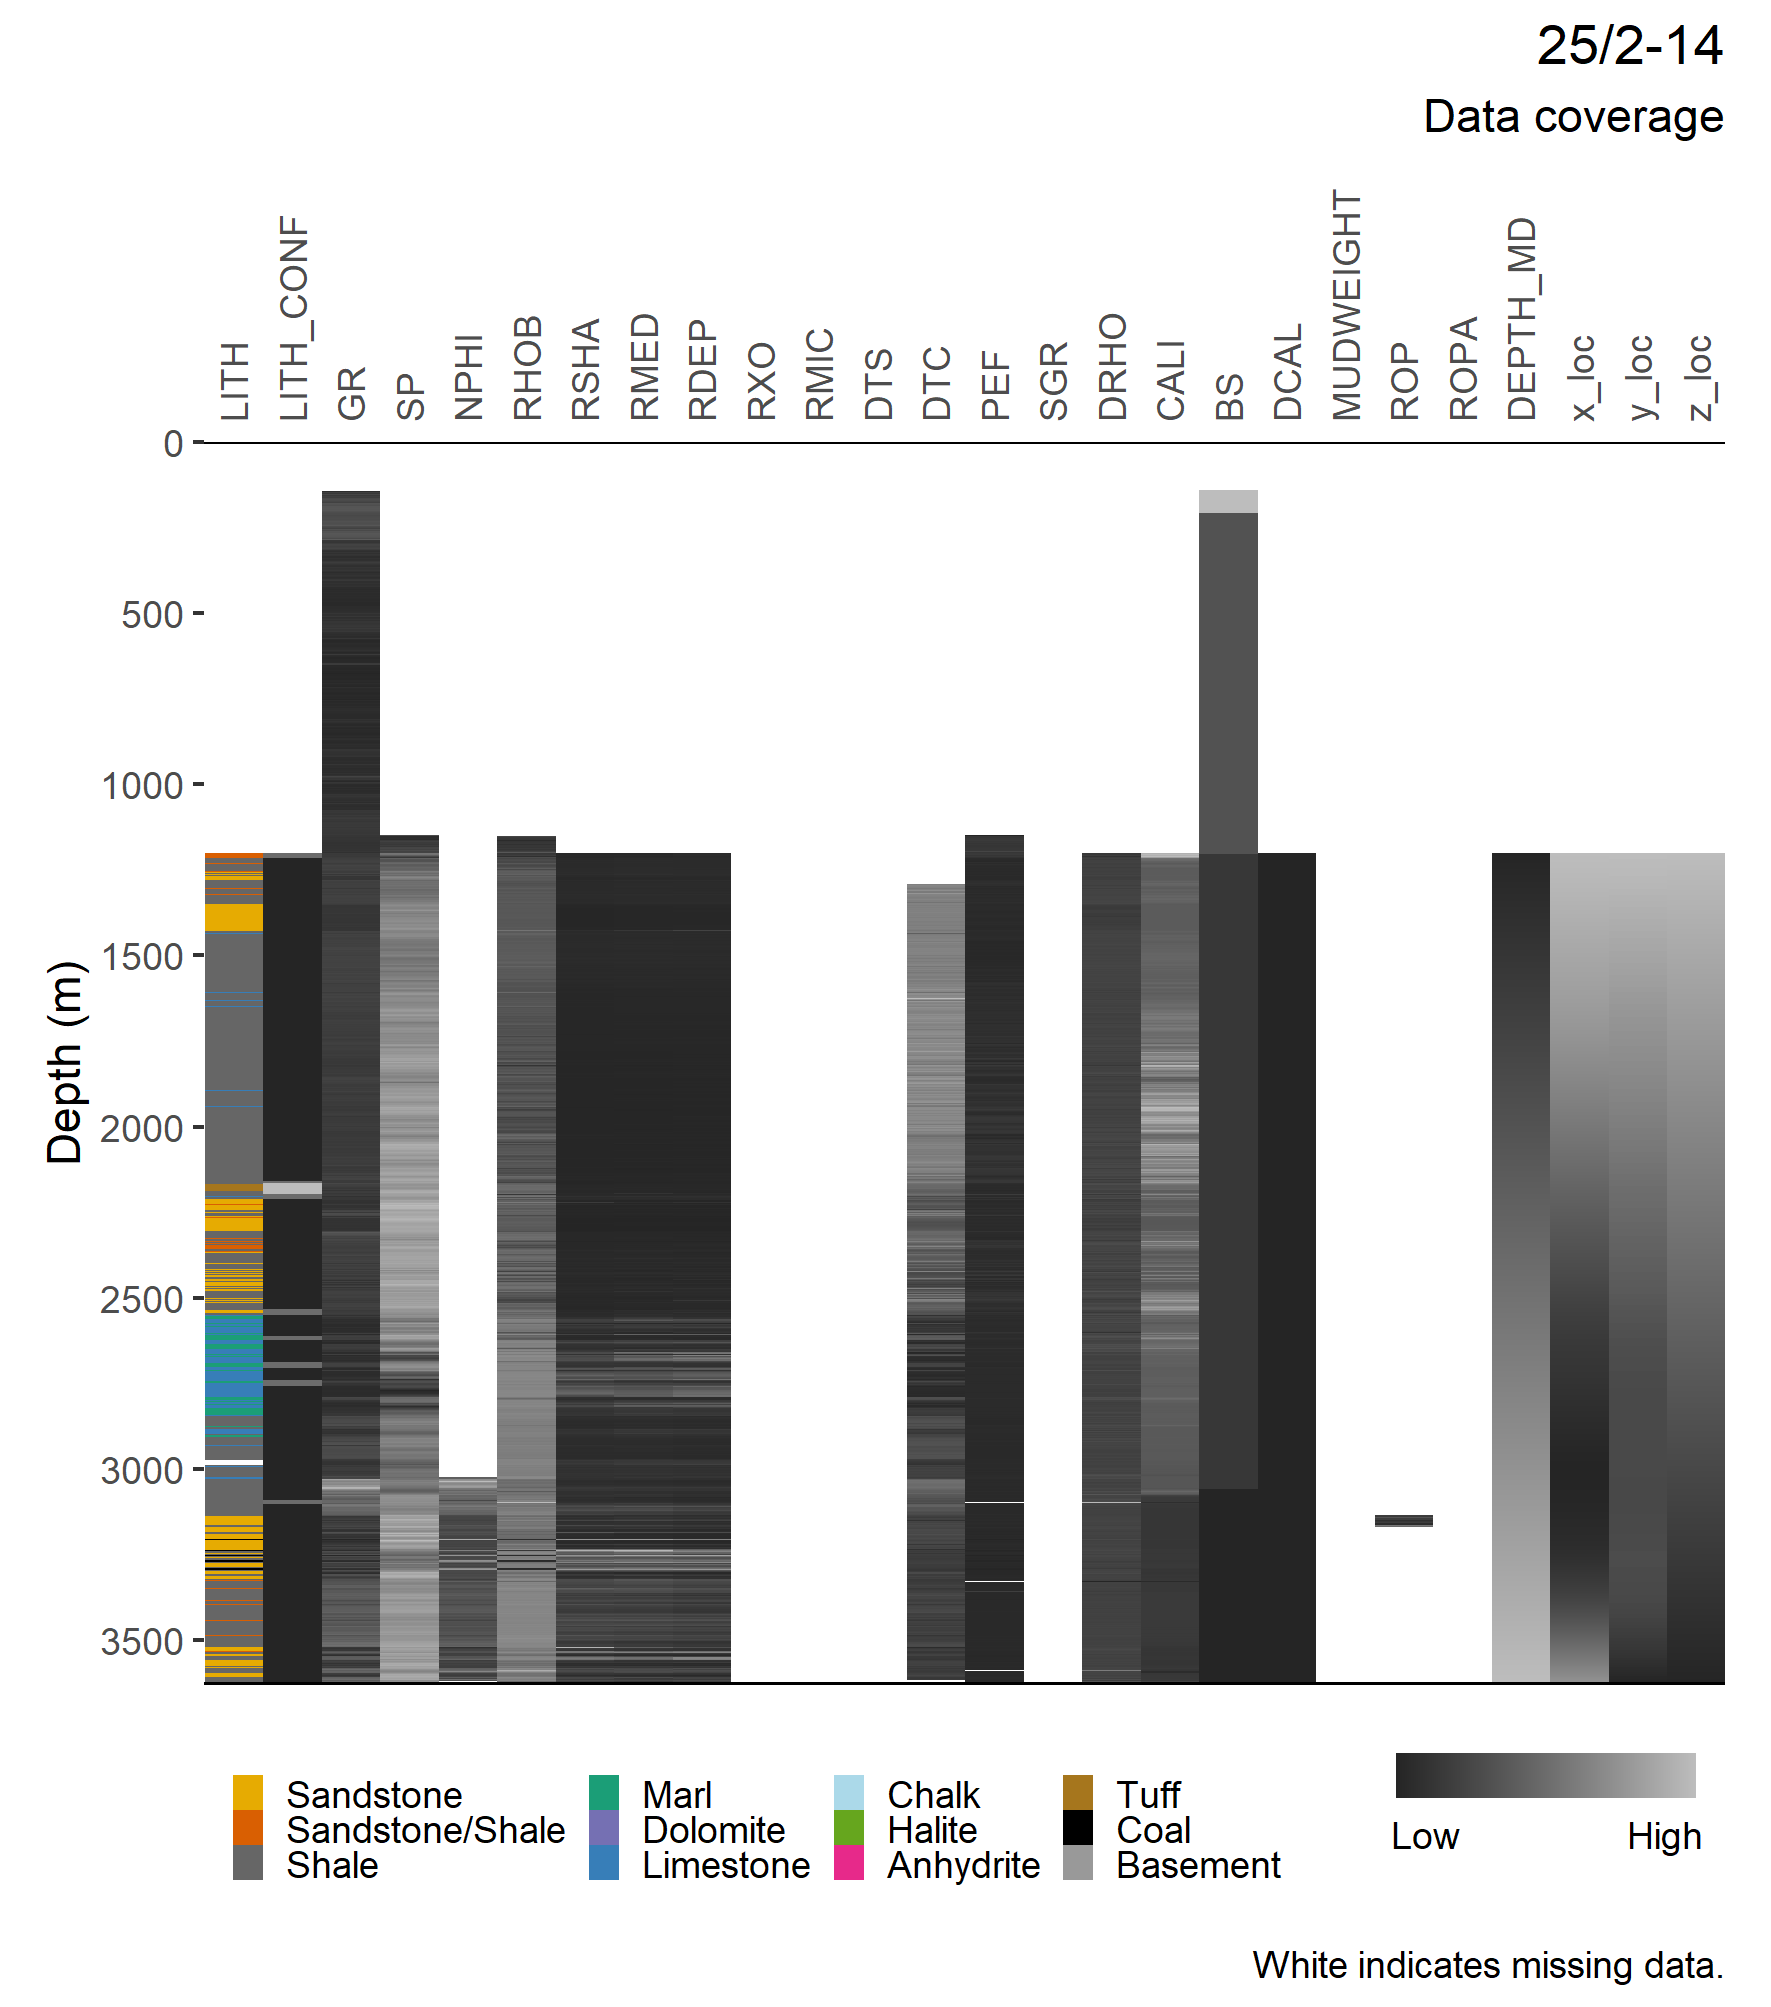 25/2-14
Data coverage
LITH
LITH_CONF
GR
SP
NPHI
RHOB
RSHA
RMED
RDEP
RXO
RMIC
DTS
DTC
PEF
SGR
DRHO
CALI
BS
DCAL
MUDWEIGHT
ROP
ROPA
DEPTH_MD
x_loc
y_loc
z_loc
0
500
1000
1500
2000
2500
3000
3500
Depth (m)
Sandstone
Sandstone/Shale
Shale
Marl
Dolomite
Limestone
Chalk
Halite
Anhydrite
Tuff
Coal
Basement
Low High
White indicates missing data.